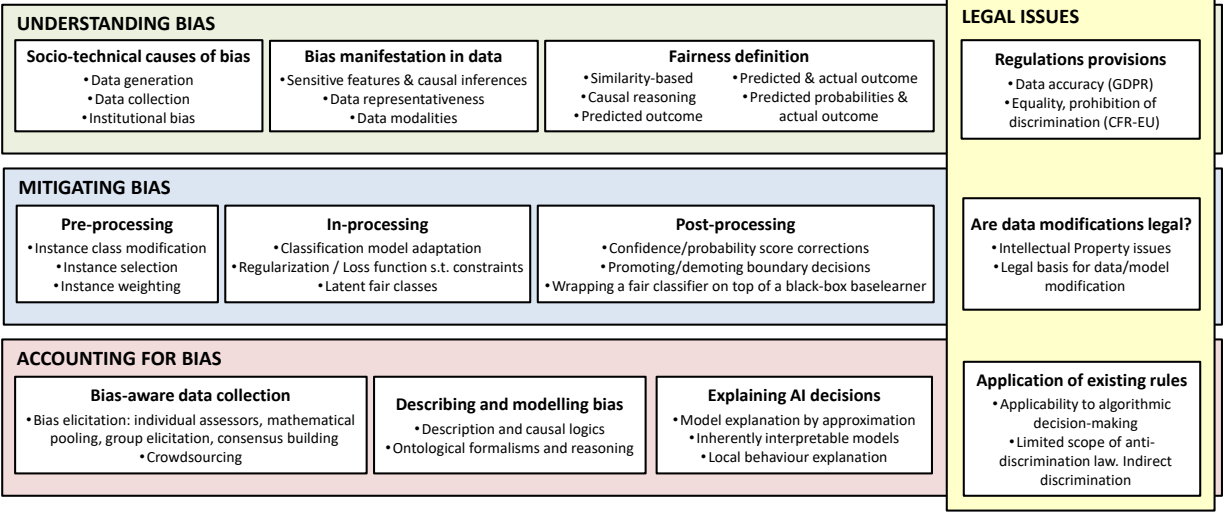 UNDERSTANDING BIAS
Socio-technical causes of bias
•Data generation
•Data collection
•Institutional bias
Bias manifestation in data
•Sensitive features & causal inferences
•Data representativeness
•Data modalities
Fairness definition
•Similarity-based
•Causal reasoning
•Predicted outcome
•Predicted & actual outcome
•Predicted probabilities &
actual outcome
LEGAL ISSUES
Regulations provisions
•Data accuracy (GDPR)
•Equality, prohibition of
discrimination (CFR-EU)
MITIGATING BIAS
Pre-processing
•Instance class modification
•Instance selection
•Instance weighting
In-processing
•Classification model adaptation
•Regularization / Loss function s.t. constraints
•Latent fair classes
Post-processing
•Confidence/probability score corrections
•Promoting/demoting boundary decisions
•Wrapping a fair classifier on top of a black-box baselearner
Are data modifications legal?
•Intellectual Property issues
•Legal basis for data/model
modification
ACCOUNTING FOR BIAS
Bias-aware data collection
•Bias elicitation: individual assessors, mathematical
pooling, group elicitation, consensus building
•Crowdsourcing
Describing and modelling bias
•Description and causal logics
•Ontological formalisms and reasoning
Explaining AI decisions
•Model explanation by approximation
•Inherently interpretable models
•Local behaviour explanation
Application of existing rules
•Applicability to algorithmic
decision-making
•Limited scope of anti-
discrimination law. Indirect
discrimination